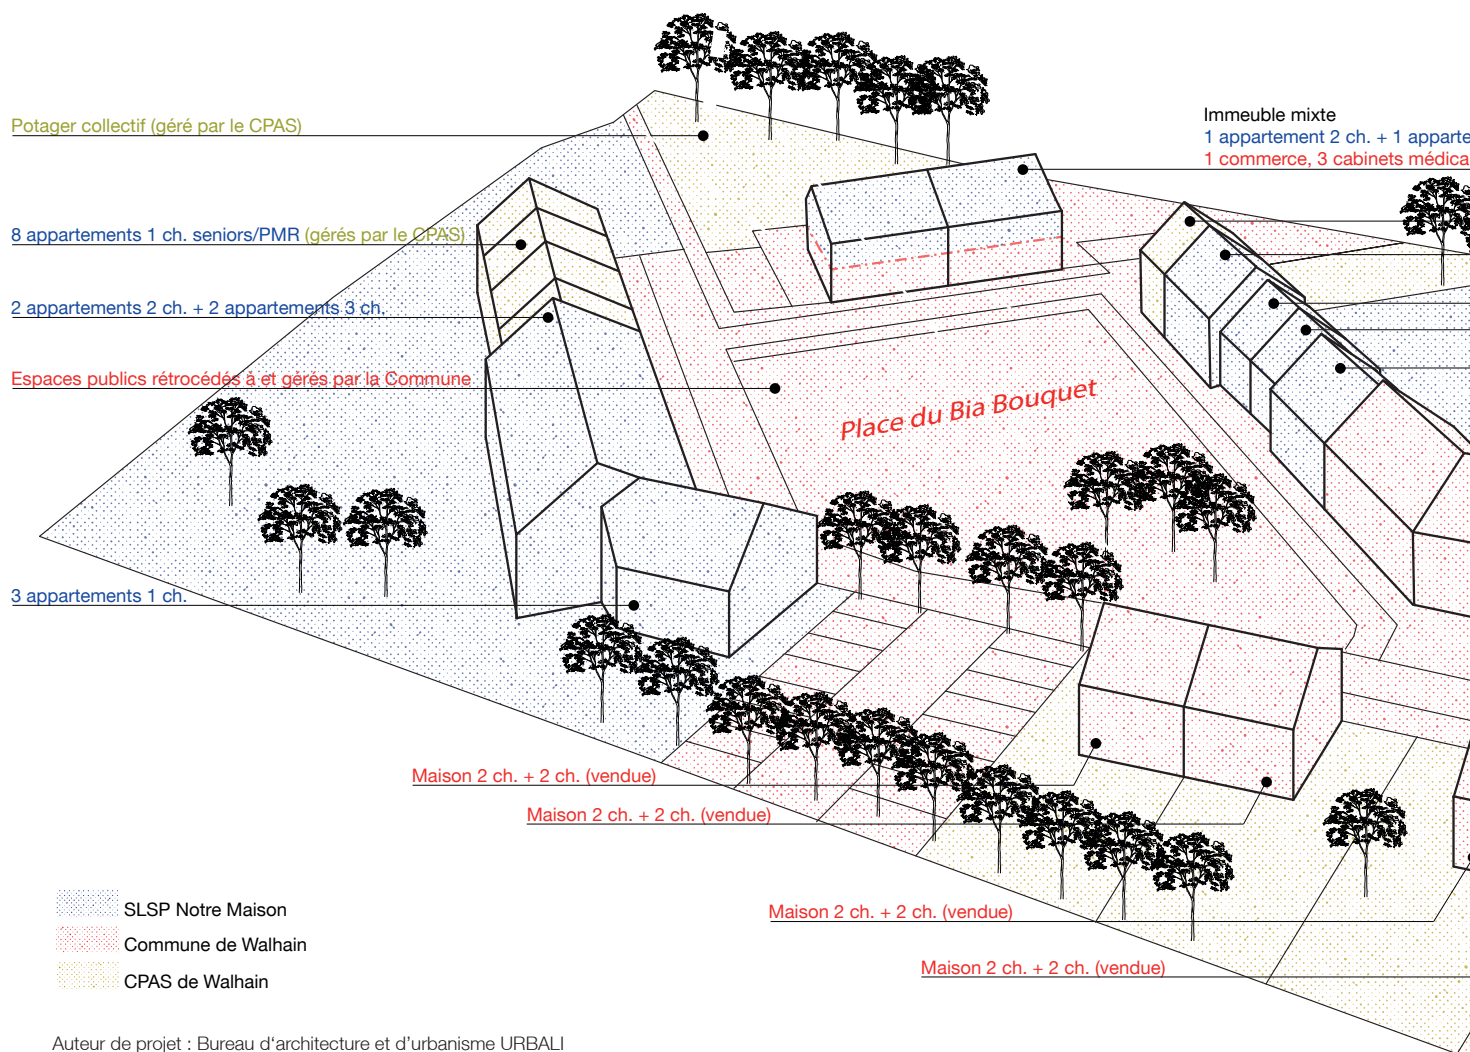 Potager collectif (géré par le CPAS)
Immeuble mixte
1 appartement 2 ch. + 1 apparte
1 commerce, 3 cabinets médica
8 appartements 1 ch. seniors/PMR (gérés par le CPAS)
2 appartements 2 ch. + 2 appartements 3 ch.
Espaces publics rétrocédés à et gérés par la Commune
Place du Bia Bouquet
3 appartements 1 ch.
Maison 2 ch. + 2 ch. (vendue)
Maison 2 ch. + 2 ch. (vendue)
Maison 2 ch. + 2 ch. (vendue)
Maison 2 ch. + 2 ch. (vendue)
SLSP Notre Maison
Commune de Walhain
CPAS de Walhain
Auteur de projet : Bureau d'architecture et d'urbanisme URBALI